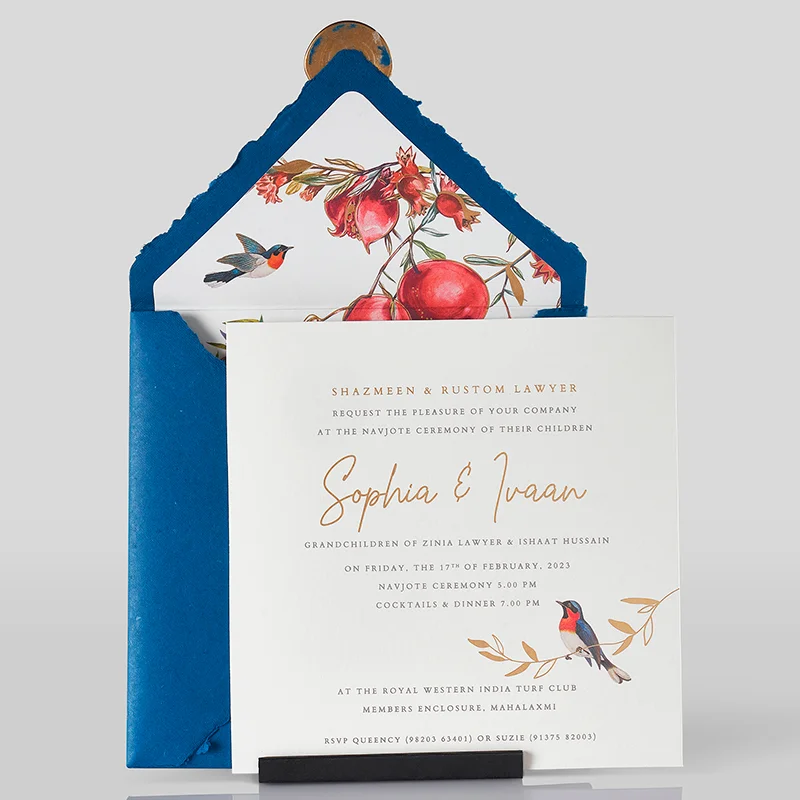 SHAZMEEN & RUSTOM LAWYER
REQUEST THE PLEASURE OF YOUR COMPANY
AT THE NAVJOTE CEREMONY OF THEIR CHILDREN
Sophia & Ivaan
GRANDCHILDREN OF ZINIA LAWYER & ISHAAT HUSSAIN
ON FRIDAY, THE 17TH OF FEBRUARY, 2023
NAVJOTE CEREMONY 5.00 PM
COCKTAILS & DINNER 7.00 PM
AT THE ROYAL WESTERN INDIA TURF CLUB
MEMBERS ENCLOSURE, MAHALAXMI
RSVP QUEENCY (98203 63401) OR SUZIE (91375 82003)